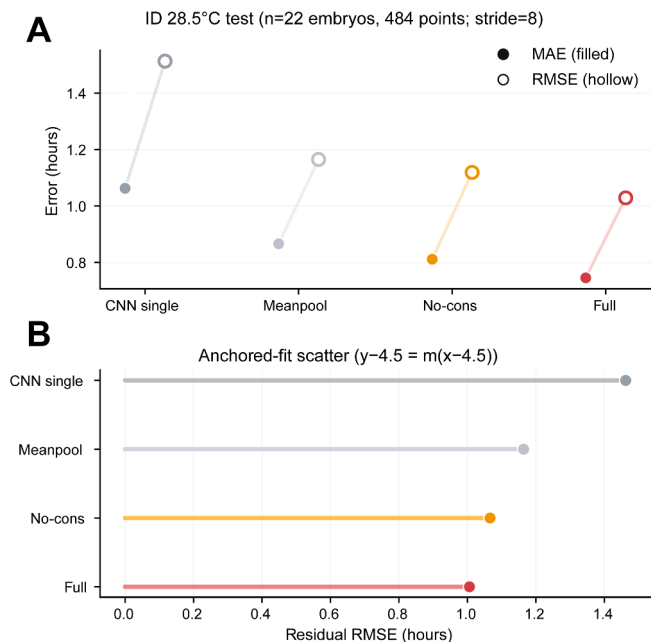 A
ID 28.5°C test (n=22 embryos, 484 points; stride=8)
MAE (filled)
RMSE (hollow)
Error (hours)
1.4
1.2
1.0
0.8
CNN single Meanpool No-cons Full
B
Anchored-fit scatter (y−4.5 = m(x−4.5))
CNN single
Meanpool
No-cons
Full
0.0 0.2 0.4 0.6 0.8 1.0 1.2 1.4
Residual RMSE (hours)